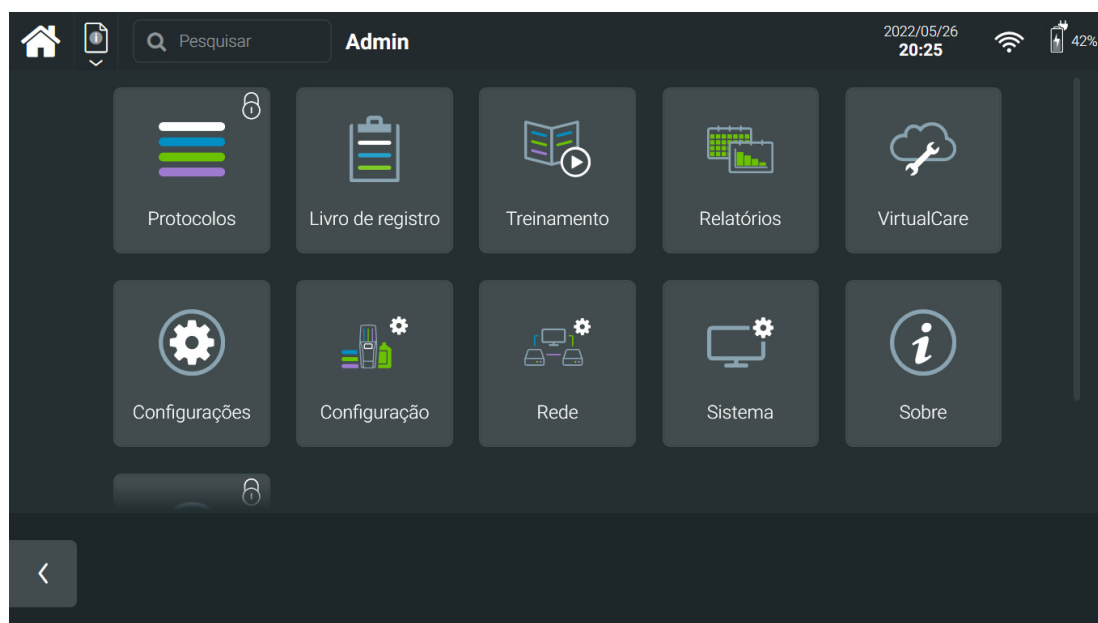 Pesquisar
Admin
2022/05/26
20:25
42%
Protocolos
Livro de registro
Treinamento
Relatórios
VirtualCare
Configurações
Configuração
Rede
Sistema
Sobre